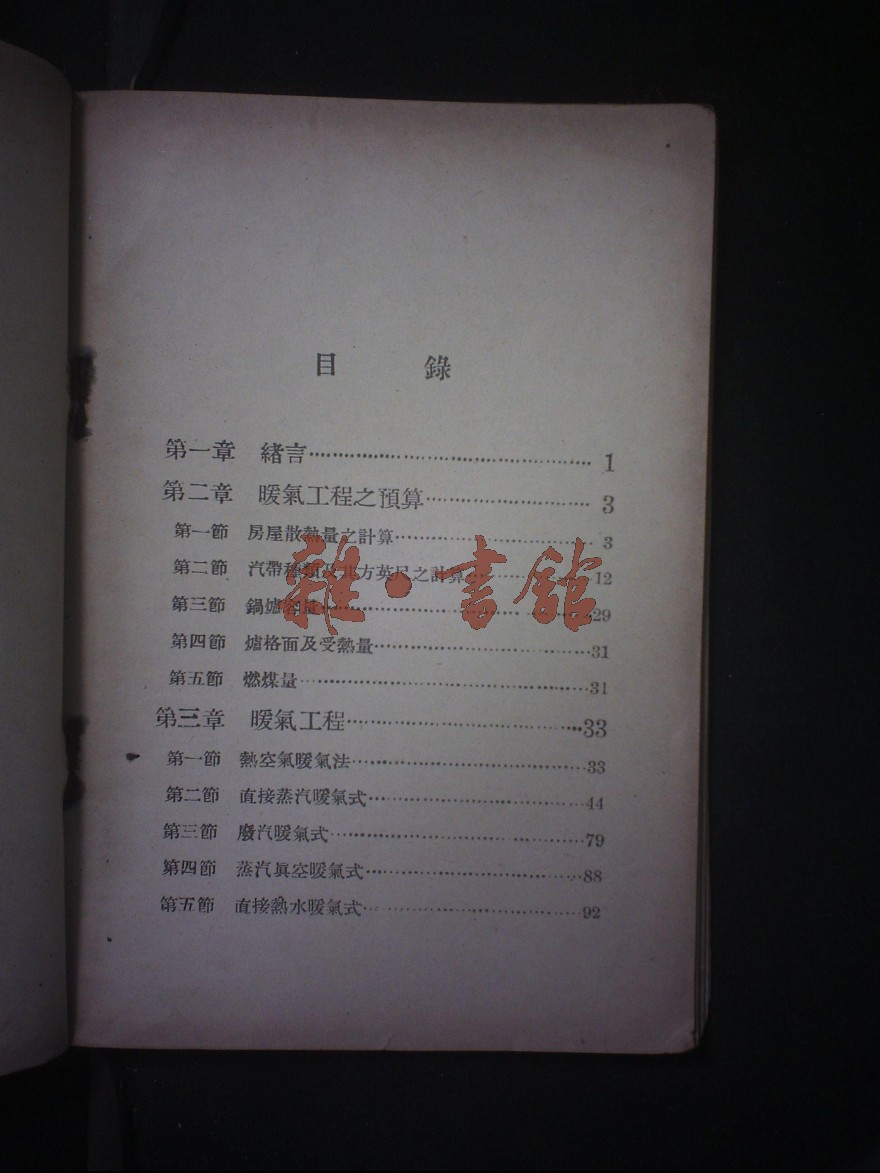 目 錄
第一章 緒言 1
第二章 暖氣工程之預算 3
第一節 房屋散熱量之計算 3
第二節 汽帶種類及其方英尺之計算 12
第三節 鍋爐容量 29
第四節 爐格面及受熱量 31
第五節 燃煤量 31
第三章 暖氣工程 33
第一節 熱空氣暖氣法 33
第二節 直接蒸汽暖氣式 44
第三節 廢汽暖氣式 79
第四節 蒸汽眞空暖氣式 88
第五節 直接熱水暖氣式 92
雜·書館